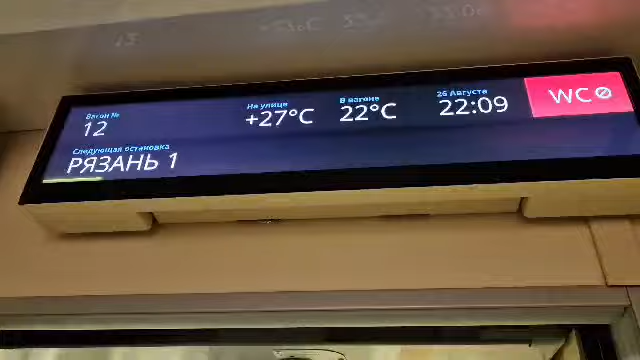 Вагон № На улице В вагоне 26 Августа
12 +27°C 22°C 22:09 WC
Следующая остановка
РЯЗАНЬ 1